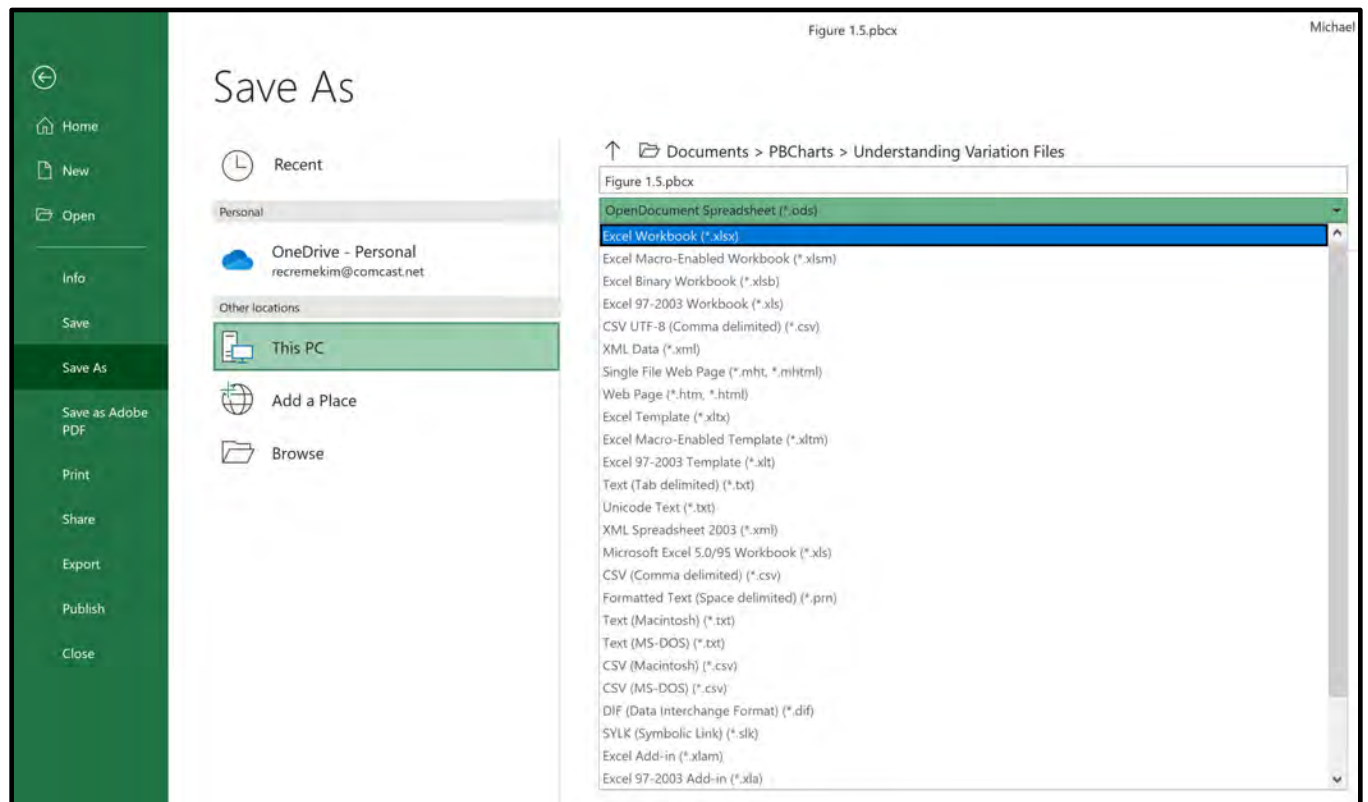 Figure 1.5.pbcx
Michael
Save As
Home
New
Open
Info
Save
Save As
Save as Adobe
PDF
Print
Share
Export
Publish
Close
Recent
Personal
OneDrive - Personal
recremekim@comcast.net
Other locations
This PC
Add a Place
Browse
Documents > PBCharts > Understanding Variation Files
Figure 1.5.pbcx
OpenDocument Spreadsheet (*.ods)
Excel Workbook (*.xlsx)
Excel Macro-Enabled Workbook (*.xlsm)
Excel Binary Workbook (*.xlsb)
Excel 97-2003 Workbook (*.xls)
CSV UTF-8 (Comma delimited) (*.csv)
XML Data (*.xml)
Single File Web Page (*.mht, *.mhtml)
Web Page (*.htm, *.html)
Excel Template (*.xltx)
Excel Macro-Enabled Template (*.xltm)
Excel 97-2003 Template (*.xlt)
Text (Tab delimited) (*.txt)
Unicode Text (*.txt)
XML Spreadsheet 2003 (*.xml)
Microsoft Excel 5.0/95 Workbook (*.xls)
CSV (Comma delimited) (*.csv)
Formatted Text (Space delimited) (*.prn)
Text (Macintosh) (*.txt)
Text (MS-DOS) (*.txt)
CSV (Macintosh) (*.csv)
CSV (MS-DOS) (*.csv)
DIF (Data Interchange Format) (*.dif)
SYLK (Symbolic Link) (*.slk)
Excel Add-in (*.xlam)
Excel 97-2003 Add-in (*.xla)